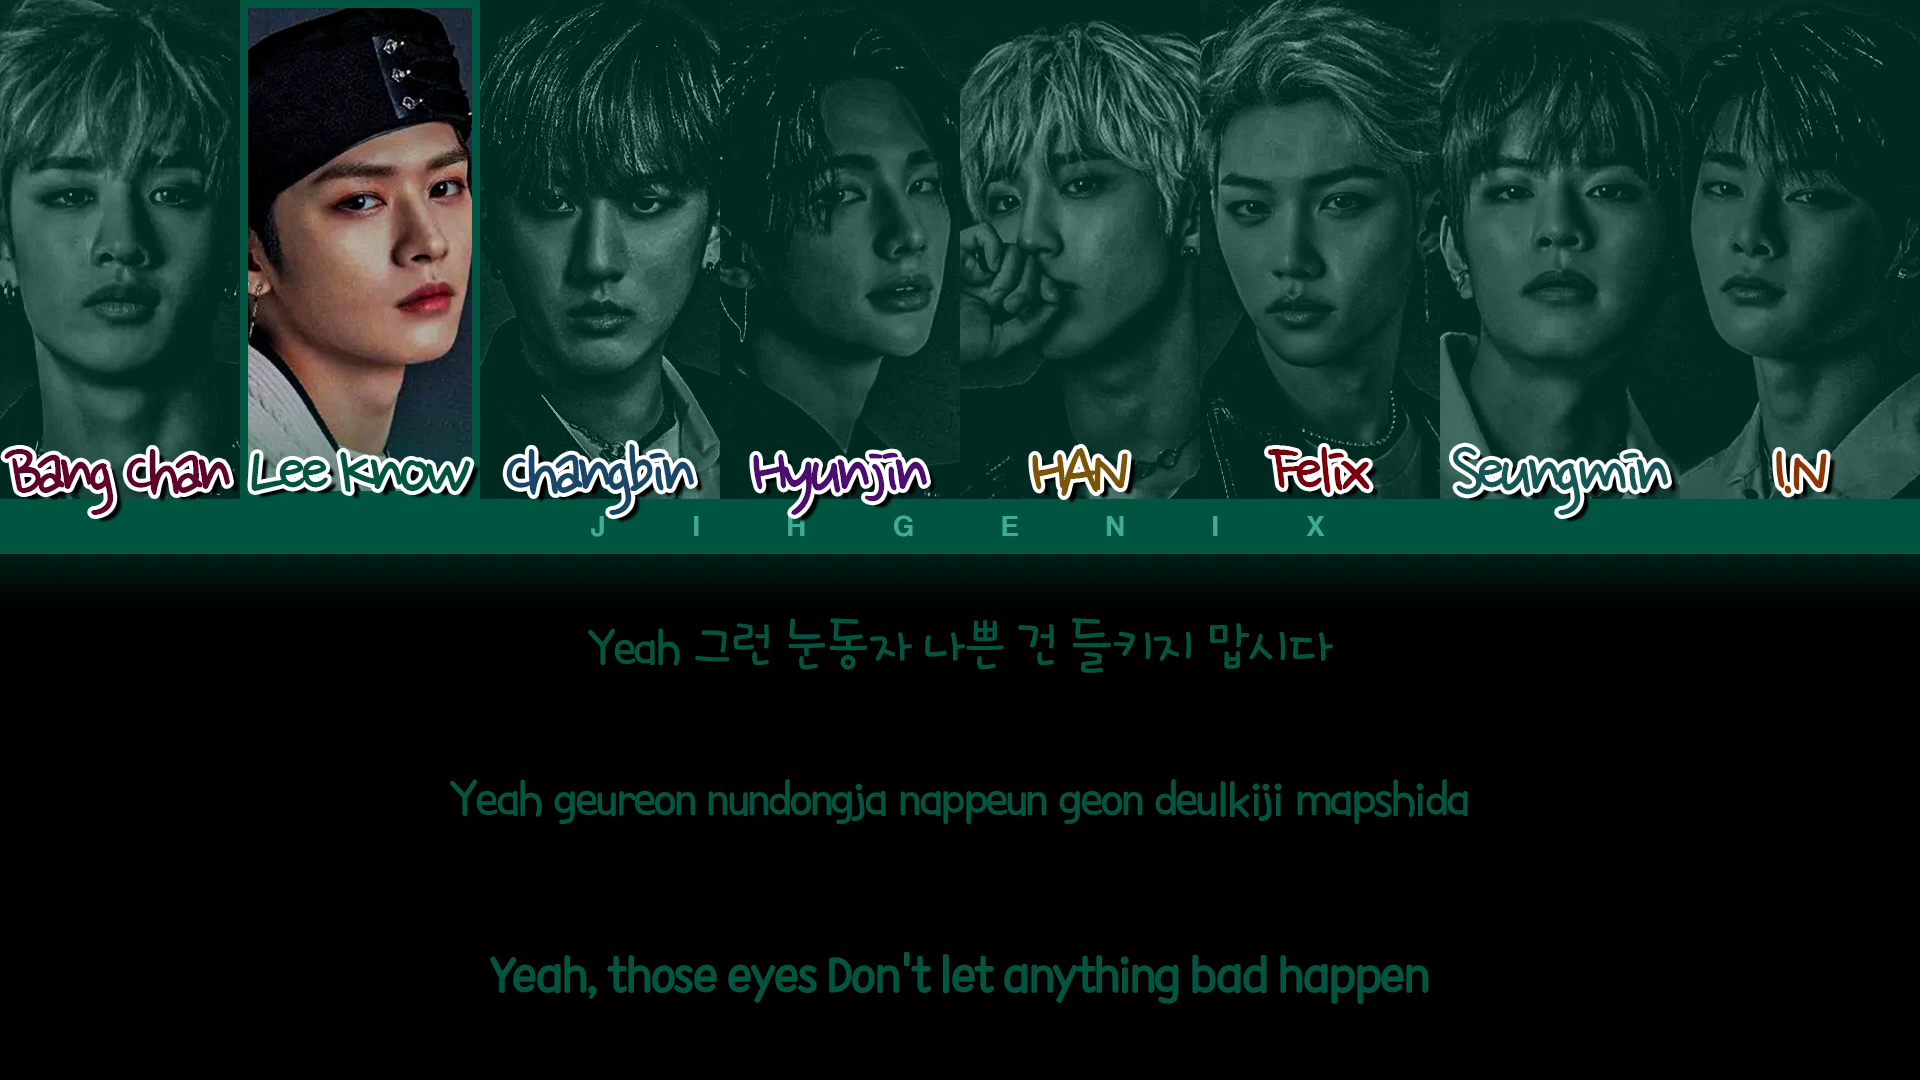 Bang Chan Lee Know Changbin Hyunjin HAN Felix Seungmin I.N
JIHGENIX
Yeah 그런 눈동자 나쁜 건 들키지 맙시다
Yeah geureon nundongja nappeun geon deulkiji mapshida
Yeah, those eyes Don't let anything bad happen